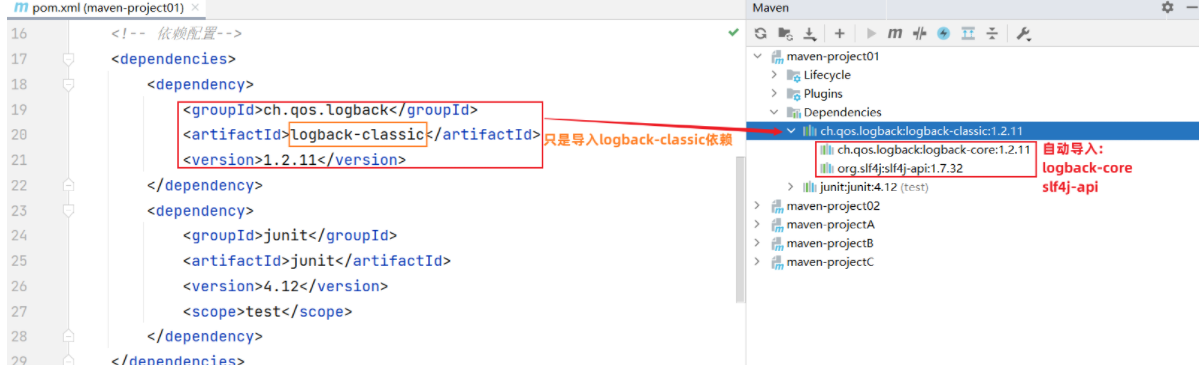 pom.xml (maven-project01)
16 <!-- 依赖配置-->
17 <dependencies>
18 <dependency>
19 <groupId>ch.qos.logback</groupId>
20 <artifactId>logback-classic</artifactId>
21 <version>1.2.11</version>
22 </dependency>
23 <dependency>
24 <groupId>junit</groupId>
25 <artifactId>junit</artifactId>
26 <version>4.12</version>
27 <scope>test</scope>
28 </dependency>
29 </dependencies>
只是导入logback-classic依赖
Maven
maven-project01
Lifecycle
Plugins
Dependencies
ch.qos.logback:logback-classic:1.2.11
ch.qos.logback:logback-core:1.2.11
org.slf4j:slf4j-api:1.7.32
junit:junit:4.12 (test)
maven-project02
maven-projectA
maven-projectB
maven-projectC
自动导入：
logback-core
slf4j-api